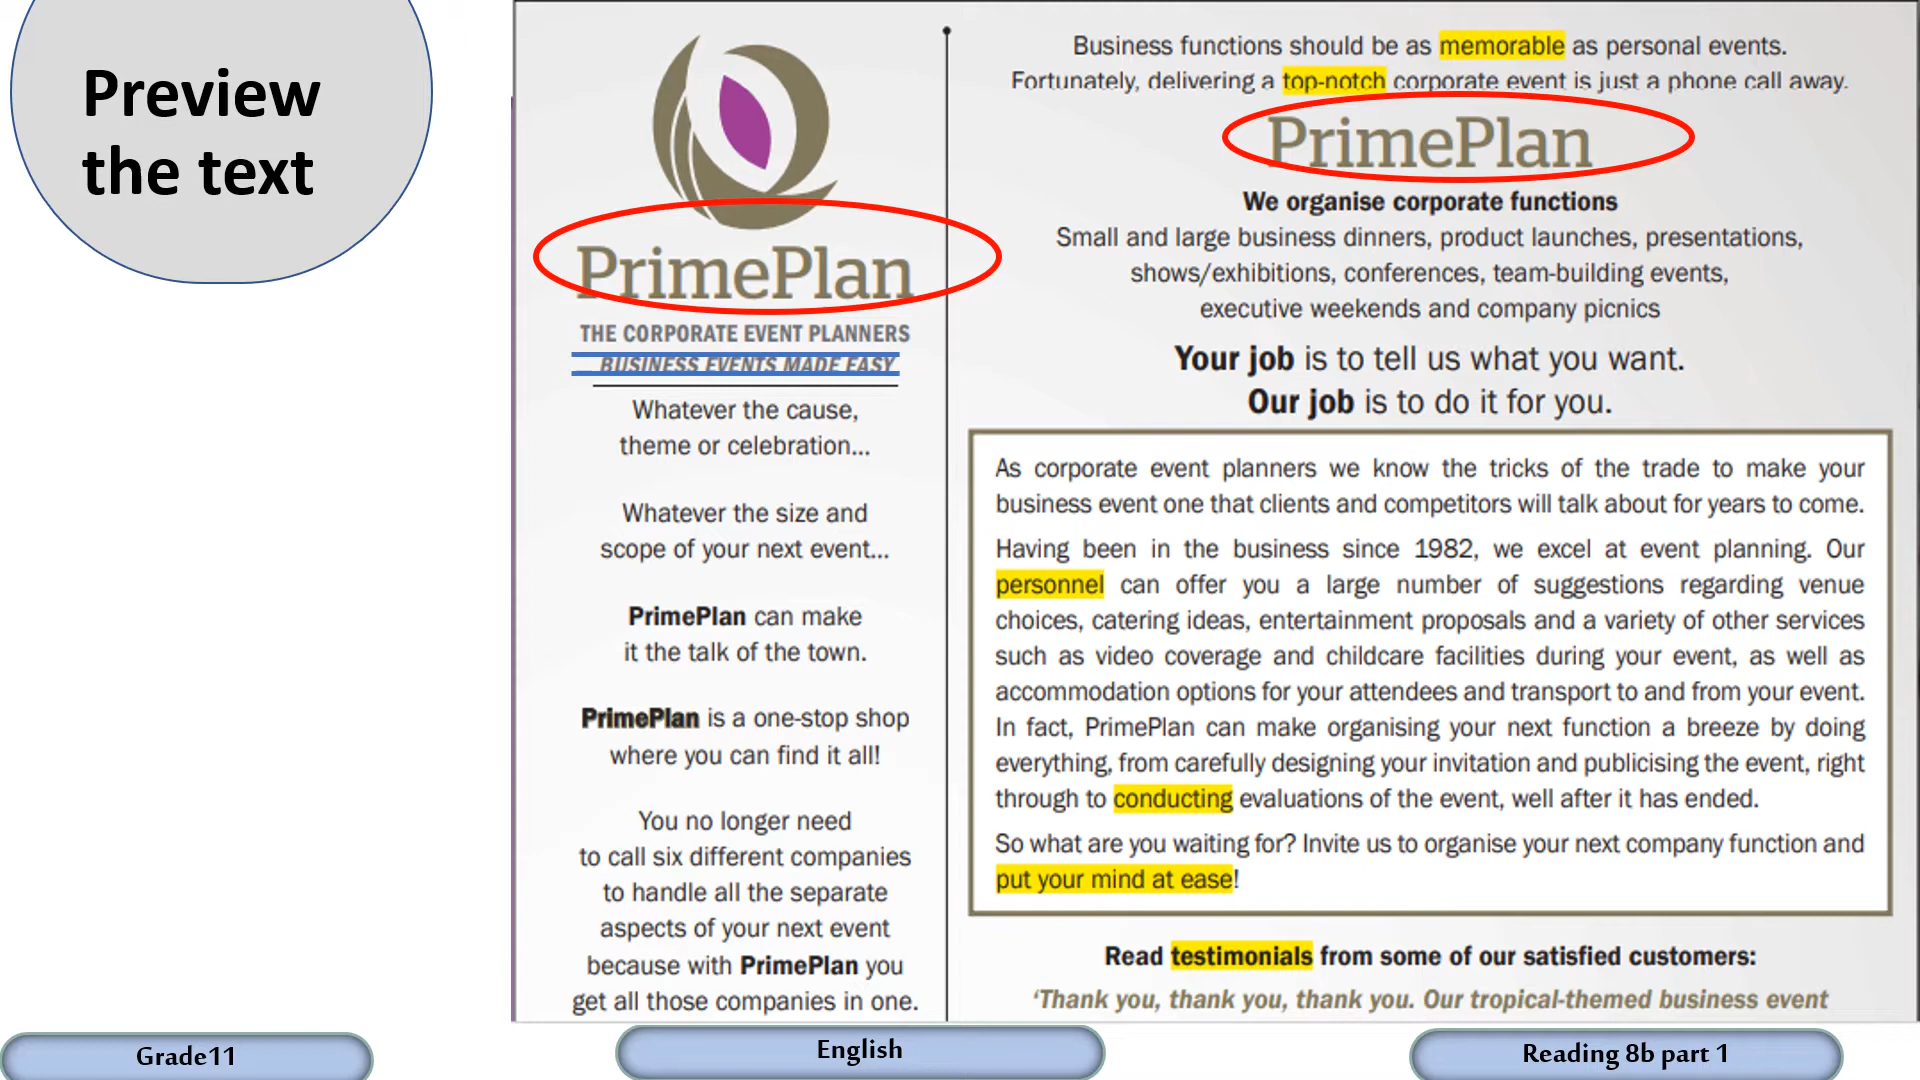 Preview
the text
PrimePlan
THE CORPORATE EVENT PLANNERS
BUSINESS EVENTS MADE EASY
Whatever the cause,
theme or celebration...
Whatever the size and
scope of your next event...
PrimePlan can make
it the talk of the town.
PrimePlan is a one-stop shop
where you can find it all!
You no longer need
to call six different companies
to handle all the separate
aspects of your next event
because with PrimePlan you
get all those companies in one.
Business functions should be as memorable as personal events.
Fortunately, delivering a top-notch corporate event is just a phone call away.
PrimePlan
We organise corporate functions
Small and large business dinners, product launches, presentations,
shows/exhibitions, conferences, team-building events,
executive weekends and company picnics
Your job is to tell us what you want.
Our job is to do it for you.
As corporate event planners we know the tricks of the trade to make your
business event one that clients and competitors will talk about for years to come.
Having been in the business since 1982, we excel at event planning. Our
personnel can offer you a large number of suggestions regarding venue
choices, catering ideas, entertainment proposals and a variety of other services
such as video coverage and childcare facilities during your event, as well as
accommodation options for your attendees and transport to and from your event.
In fact, PrimePlan can make organising your next function a breeze by doing
everything, from carefully designing your invitation and publicising the event, right
through to conducting evaluations of the event, well after it has ended.
So what are you waiting for? Invite us to organise your next company function and
put your mind at ease!
Read testimonials from some of our satisfied customers:
‘Thank you, thank you, thank you. Our tropical-themed business event
Grade11
English
Reading 8b part 1